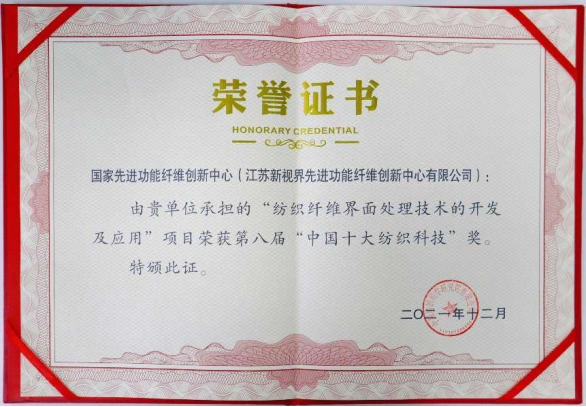 荣誉证书
HONORARY CREDENTIAL
国家先进功能纤维创新中心（江苏新视界先进功能纤维创新中心有限公司）：
由贵单位承担的“纺织纤维界面处理技术的开发
及应用”项目荣获第八届“中国十大纺织科技”奖。
特颁此证。
二〇二一年十二月